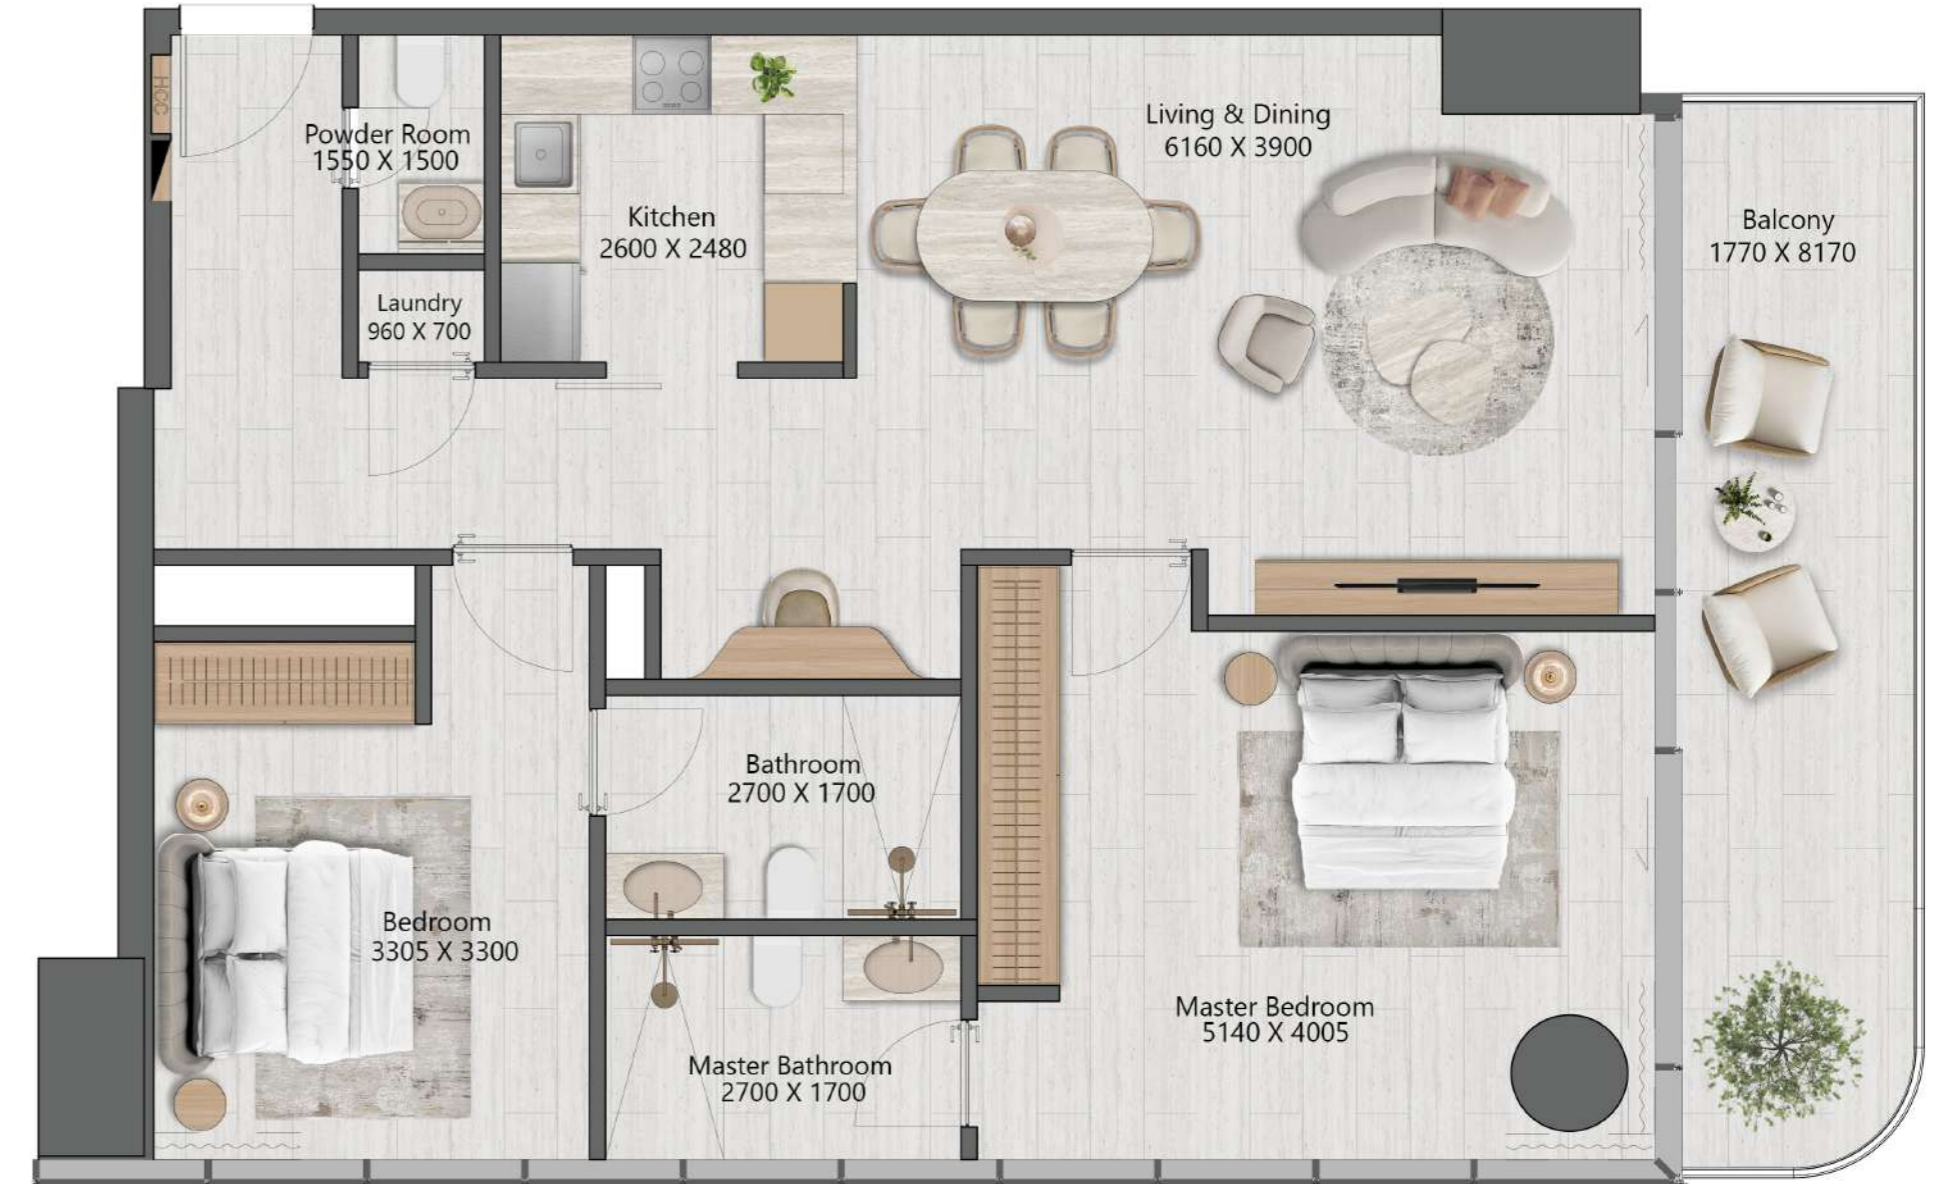 HCC
Powder Room
1550 X 1500
Living & Dining
6160 X 3900
Kitchen
2600 X 2480
Balcony
1770 X 8170
Laundry
960 X 700
Bathroom
2700 X 1700
Bedroom
3305 X 3300
Master Bedroom
5140 X 4005
Master Bathroom
2700 X 1700